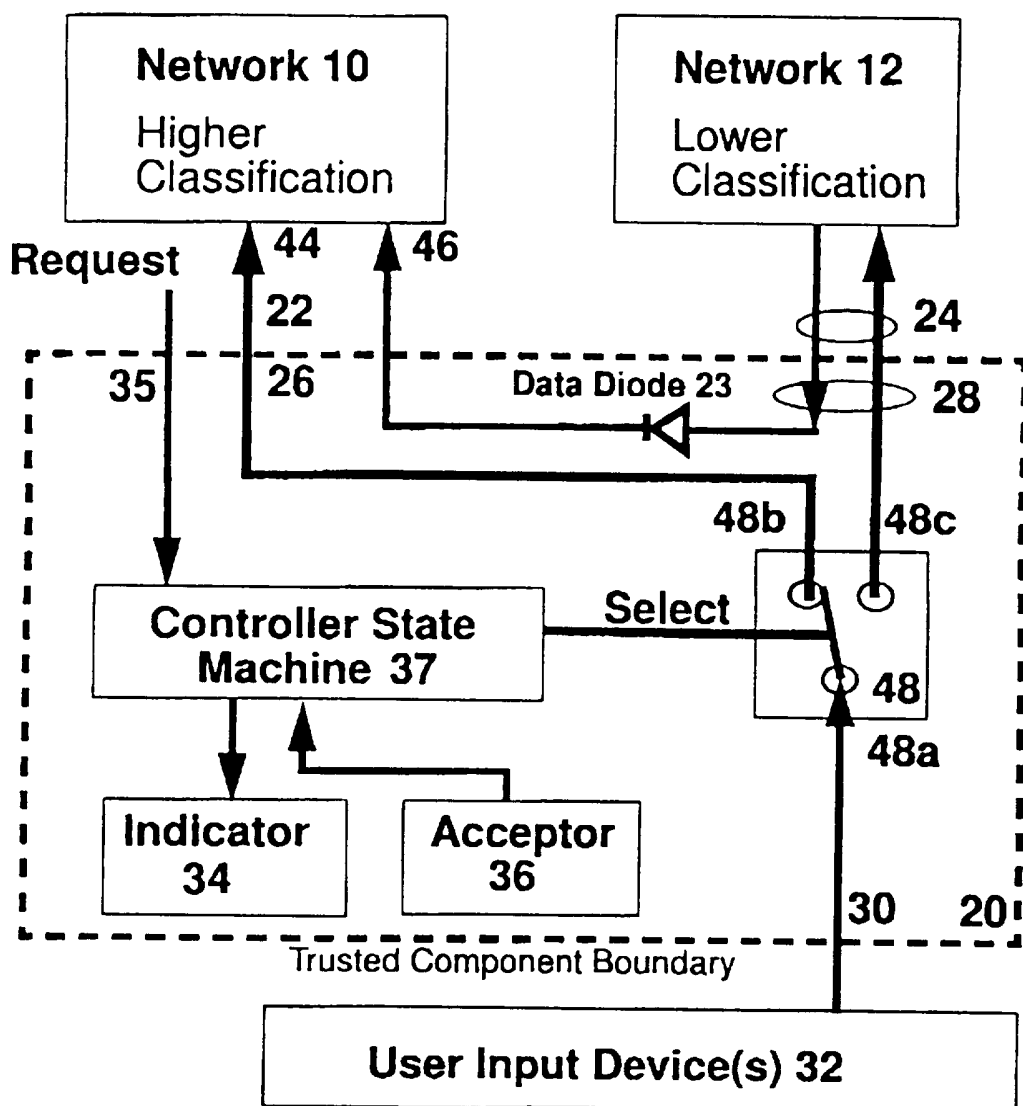 Network 10
Higher
Classification
Network 12
Lower
Classification
Request
44
46
22
24
35
26
Data Diode 23
28
48b
48c
Controller State
Machine 37
Select
48
48a
Indicator
34
Acceptor
36
30
20
Trusted Component Boundary
User Input Device(s) 32